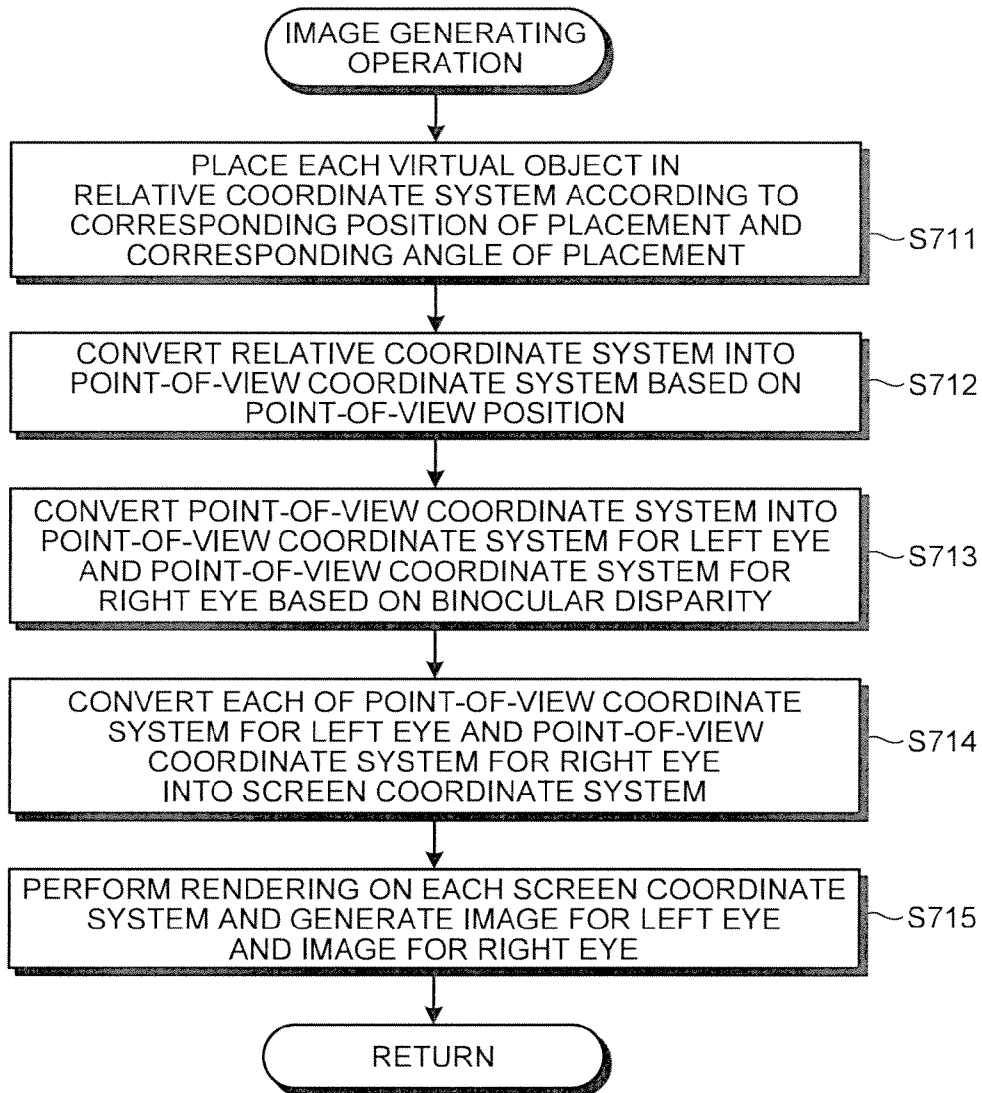 IMAGE GENERATING
OPERATION
PLACE EACH VIRTUAL OBJECT IN
RELATIVE COORDINATE SYSTEM ACCORDING TO
CORRESPONDING POSITION OF PLACEMENT AND
CORRESPONDING ANGLE OF PLACEMENT
S711
CONVERT RELATIVE COORDINATE SYSTEM INTO
POINT-OF-VIEW COORDINATE SYSTEM BASED ON
POINT-OF-VIEW POSITION
S712
CONVERT POINT-OF-VIEW COORDINATE SYSTEM INTO
POINT-OF-VIEW COORDINATE SYSTEM FOR LEFT EYE
AND POINT-OF-VIEW COORDINATE SYSTEM FOR
RIGHT EYE BASED ON BINOCULAR DISPARITY
S713
CONVERT EACH OF POINT-OF-VIEW COORDINATE
SYSTEM FOR LEFT EYE AND POINT-OF-VIEW
COORDINATE SYSTEM FOR RIGHT EYE
INTO SCREEN COORDINATE SYSTEM
S714
PERFORM RENDERING ON EACH SCREEN COORDINATE
SYSTEM AND GENERATE IMAGE FOR LEFT EYE
AND IMAGE FOR RIGHT EYE
S715
RETURN